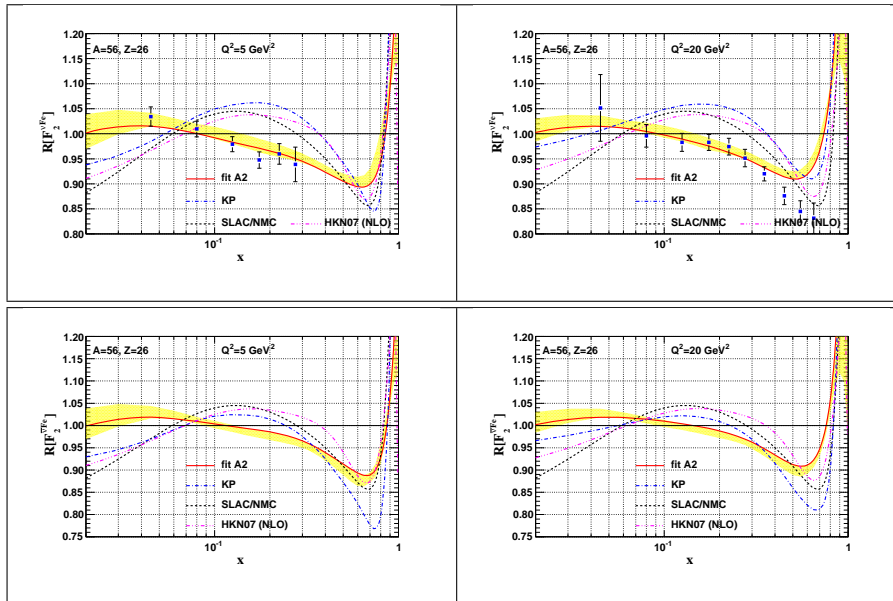 1.20
1.15
1.10
1.05
1.00
0.95
0.90
0.85
0.80
R[F₂^νFe]
A=56, Z=26
Q²=5 GeV²
fit A2
KP
SLAC/NMC
HKN07 (NLO)
10⁻¹
1
x
1.20
1.15
1.10
1.05
1.00
0.95
0.90
0.85
0.80
R[F₂^νFe]
A=56, Z=26
Q²=20 GeV²
fit A2
KP
SLAC/NMC
HKN07 (NLO)
10⁻¹
1
x
1.20
1.15
1.10
1.05
1.00
0.95
0.90
0.85
0.80
0.75
R[F₂^ν̅Fe]
A=56, Z=26
Q²=5 GeV²
fit A2
KP
SLAC/NMC
HKN07 (NLO)
10⁻¹
1
x
1.20
1.15
1.10
1.05
1.00
0.95
0.90
0.85
0.80
0.75
R[F₂^ν̅Fe]
A=56, Z=26
Q²=20 GeV²
fit A2
KP
SLAC/NMC
HKN07 (NLO)
10⁻¹
1
x